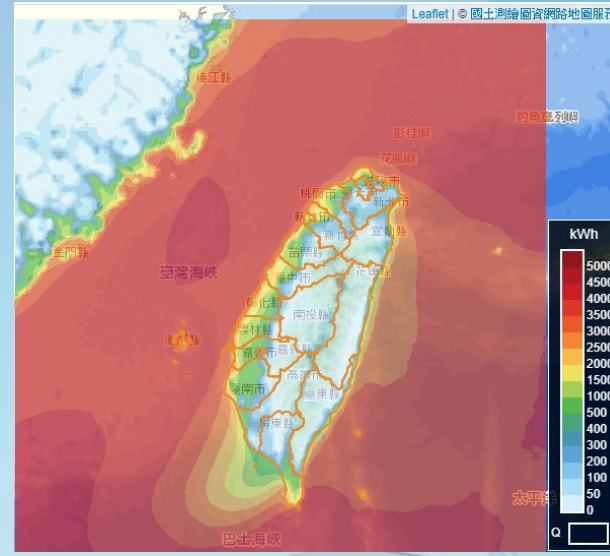 Leaflet | © 國土測繪圖資網路地圖服務
連江縣
釣魚臺列嶼
彭佳嶼
花瓶嶼
基隆市
桃園市
新北市
新竹市
新竹縣
宜蘭縣
金門縣
苗栗縣
臺灣海峽
臺中市
花蓮縣
彰化縣
南投縣
雲林縣
澎湖縣
嘉義市
嘉義縣
臺南市
高雄市
臺東縣
屏東縣
太平洋
巴士海峽
kWh
5000
4500
4000
3500
3000
2500
2000
1500
1000
500
400
300
200
100
50
0
Q